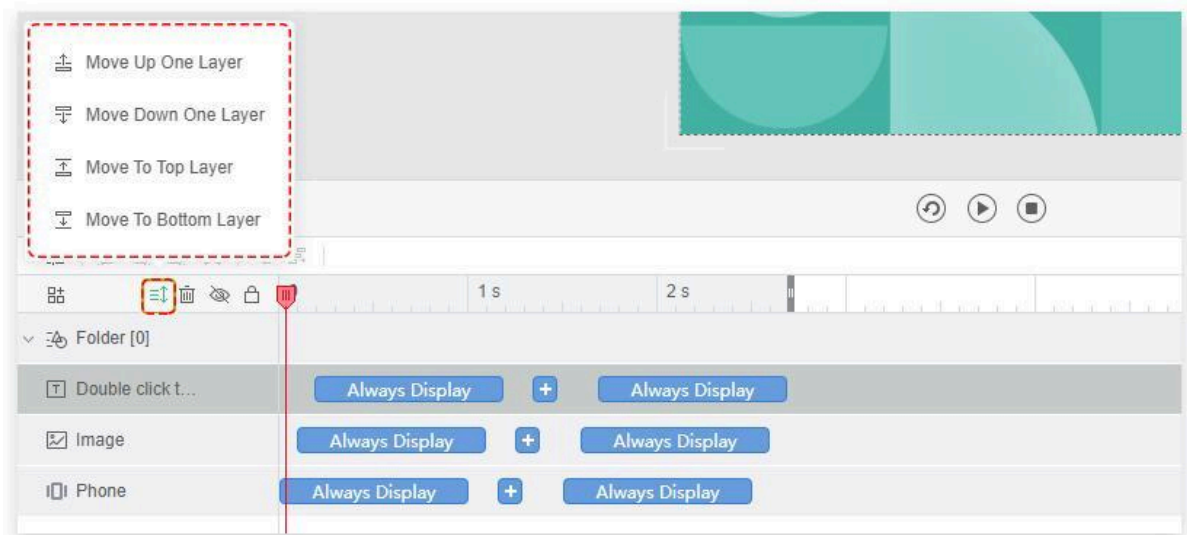 Move Up One Layer
Move Down One Layer
Move To Top Layer
Move To Bottom Layer
1 s
2 s
Folder [0]
T Double click t... Always Display + Always Display
Image Always Display + Always Display
Phone Always Display + Always Display